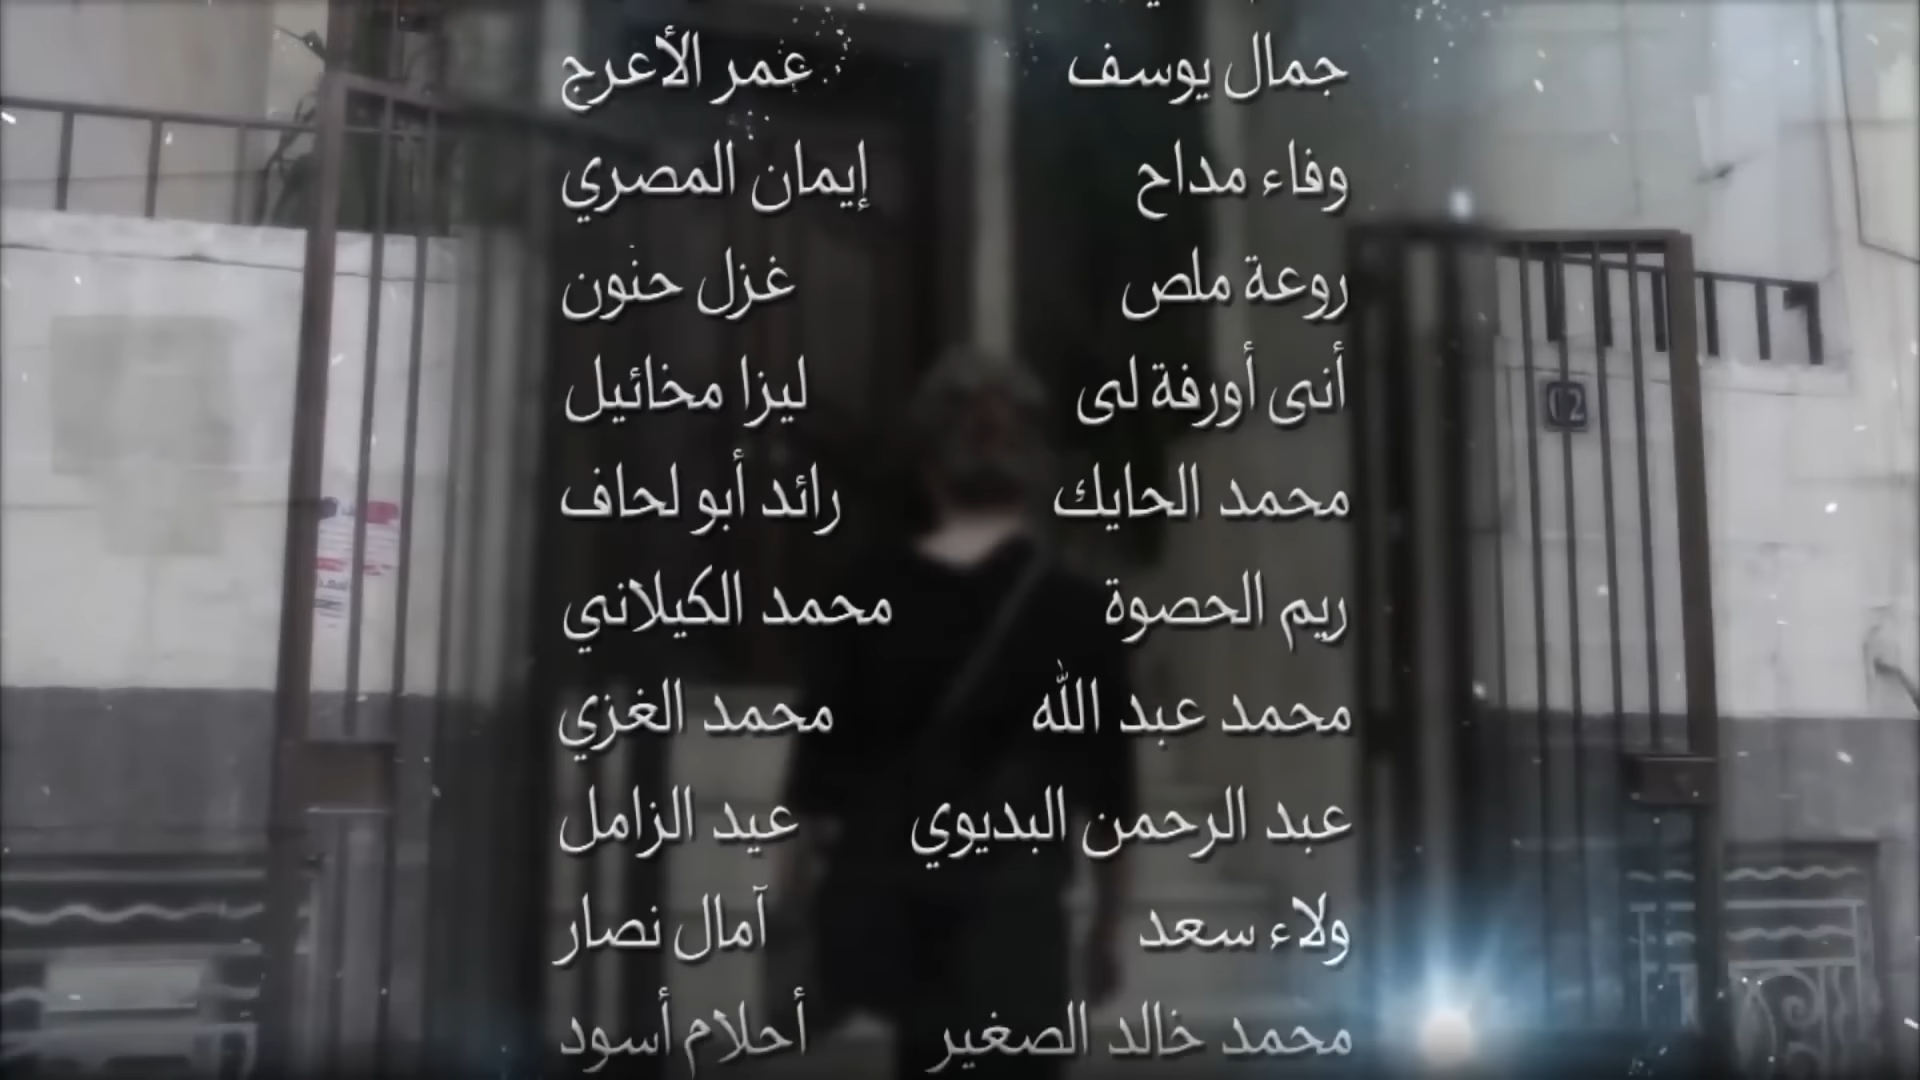 جمال يوسف عمر الأعرج
وفاء مداح إيمان المصري
روعة ملص غزل حنون
أنى أورفة لى ليزا مخائيل
محمد الحايك رائد أبو لحاف
ريم الحصوة محمد الكيلاني
محمد عبد الله محمد الغزي
عبد الرحمن البديوي عيد الزامل
ولاء سعد آمال نصار
محمد خالد الصغير أحلام أسود
02